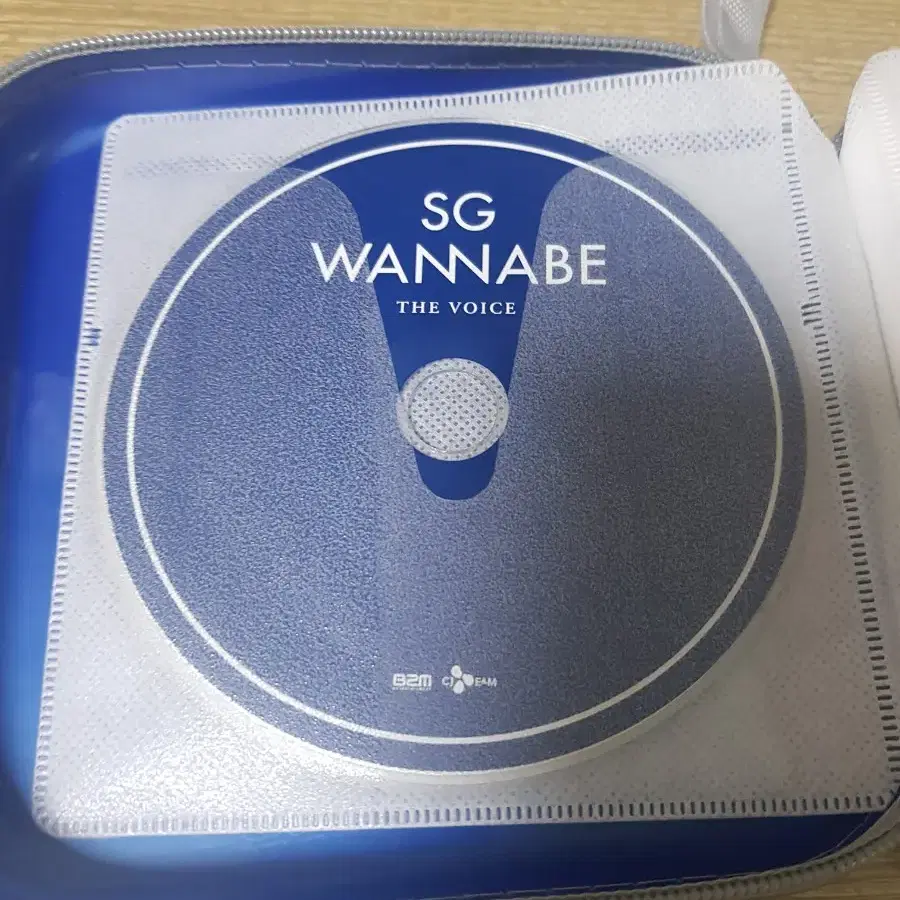 SG
WANNABE
THE VOICE
B2M
CJ E&M